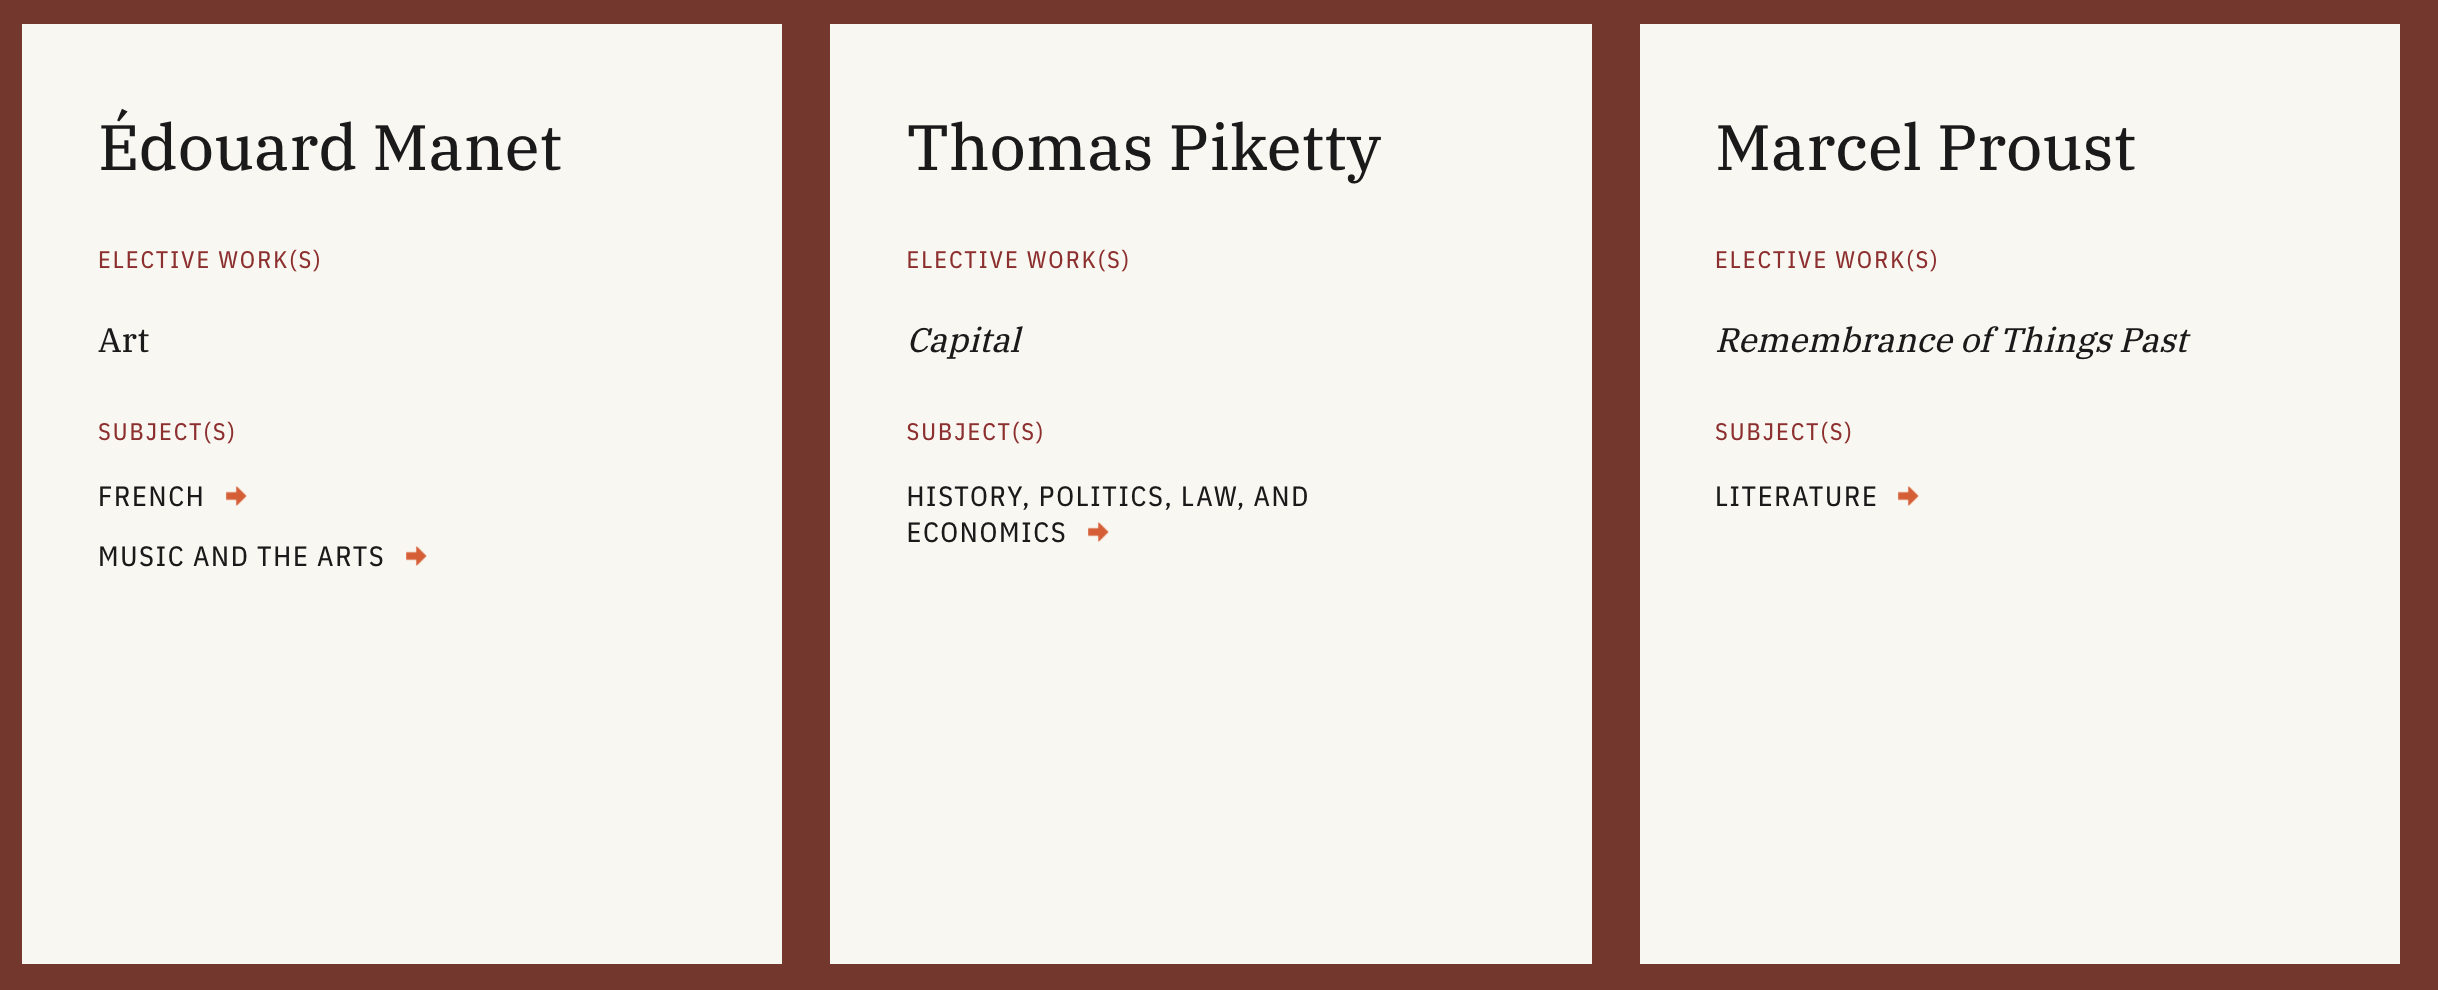 Édouard Manet
ELECTIVE WORK(S)
Art
SUBJECT(S)
FRENCH
MUSIC AND THE ARTS
Thomas Piketty
ELECTIVE WORK(S)
Capital
SUBJECT(S)
HISTORY, POLITICS, LAW, AND
ECONOMICS
Marcel Proust
ELECTIVE WORK(S)
Remembrance of Things Past
SUBJECT(S)
LITERATURE